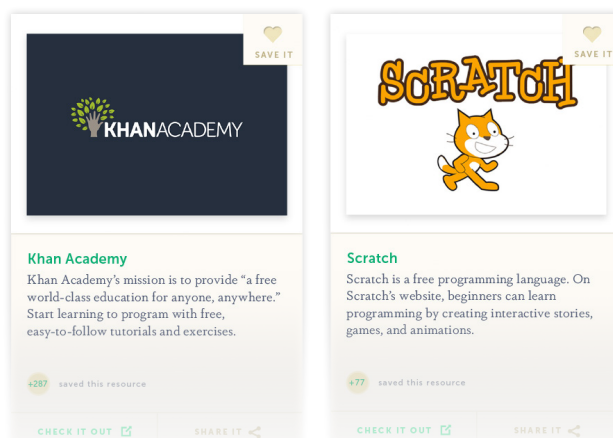 SAVE IT
KHANACADEMY
Khan Academy
Khan Academy's mission is to provide “a free
world-class education for anyone, anywhere.”
Start learning to program with free,
easy-to-follow tutorials and exercises.
+287 saved this resource
CHECK IT OUT SHARE IT
SAVE IT
SCRATCH
Scratch
Scratch is a free programming language. On
Scratch's website, beginners can learn
programming by creating interactive stories,
games, and animations.
+77 saved this resource
CHECK IT OUT SHARE IT